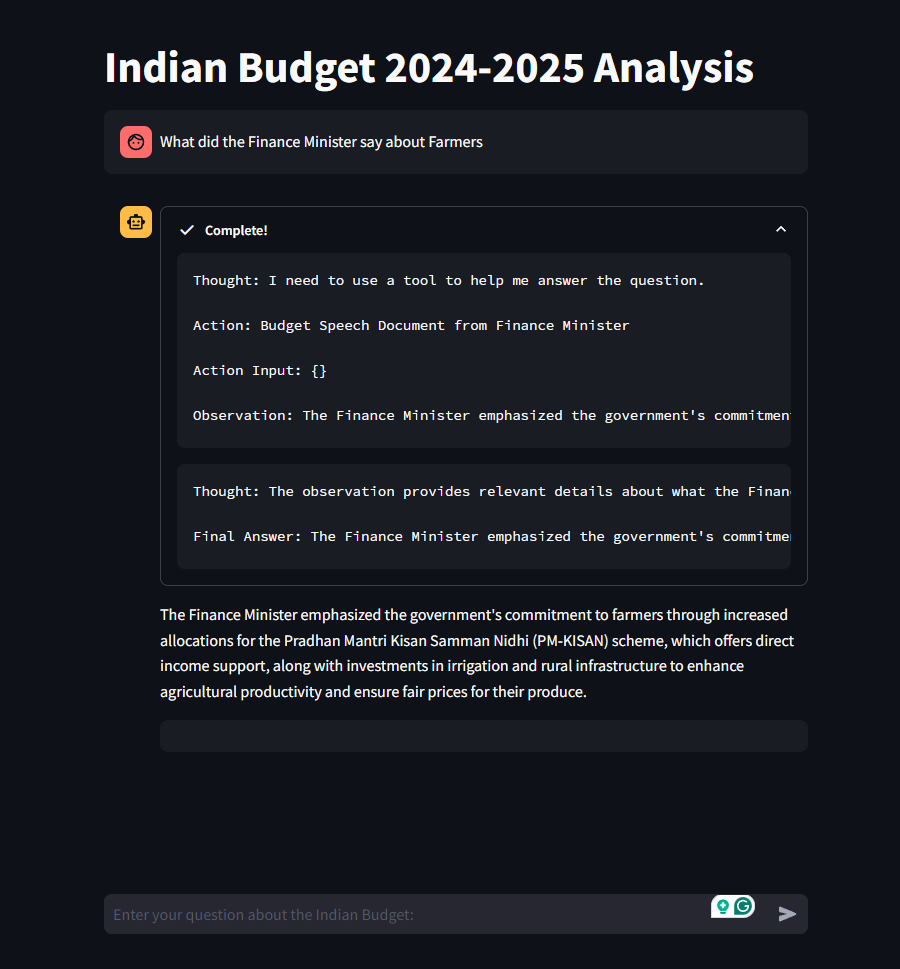 Indian Budget 2024-2025 Analysis
What did the Finance Minister say about Farmers
Complete!
Thought: I need to use a tool to help me answer the question.
Action: Budget Speech Document from Finance Minister
Action Input: {}
Observation: The Finance Minister emphasized the government's commitmen
Thought: The observation provides relevant details about what the Finan
Final Answer: The Finance Minister emphasized the government's commitme
The Finance Minister emphasized the government's commitment to farmers through increased
allocations for the Pradhan Mantri Kisan Samman Nidhi (PM-KISAN) scheme, which offers direct
income support, along with investments in irrigation and rural infrastructure to enhance
agricultural productivity and ensure fair prices for their produce.
Enter your question about the Indian Budget: